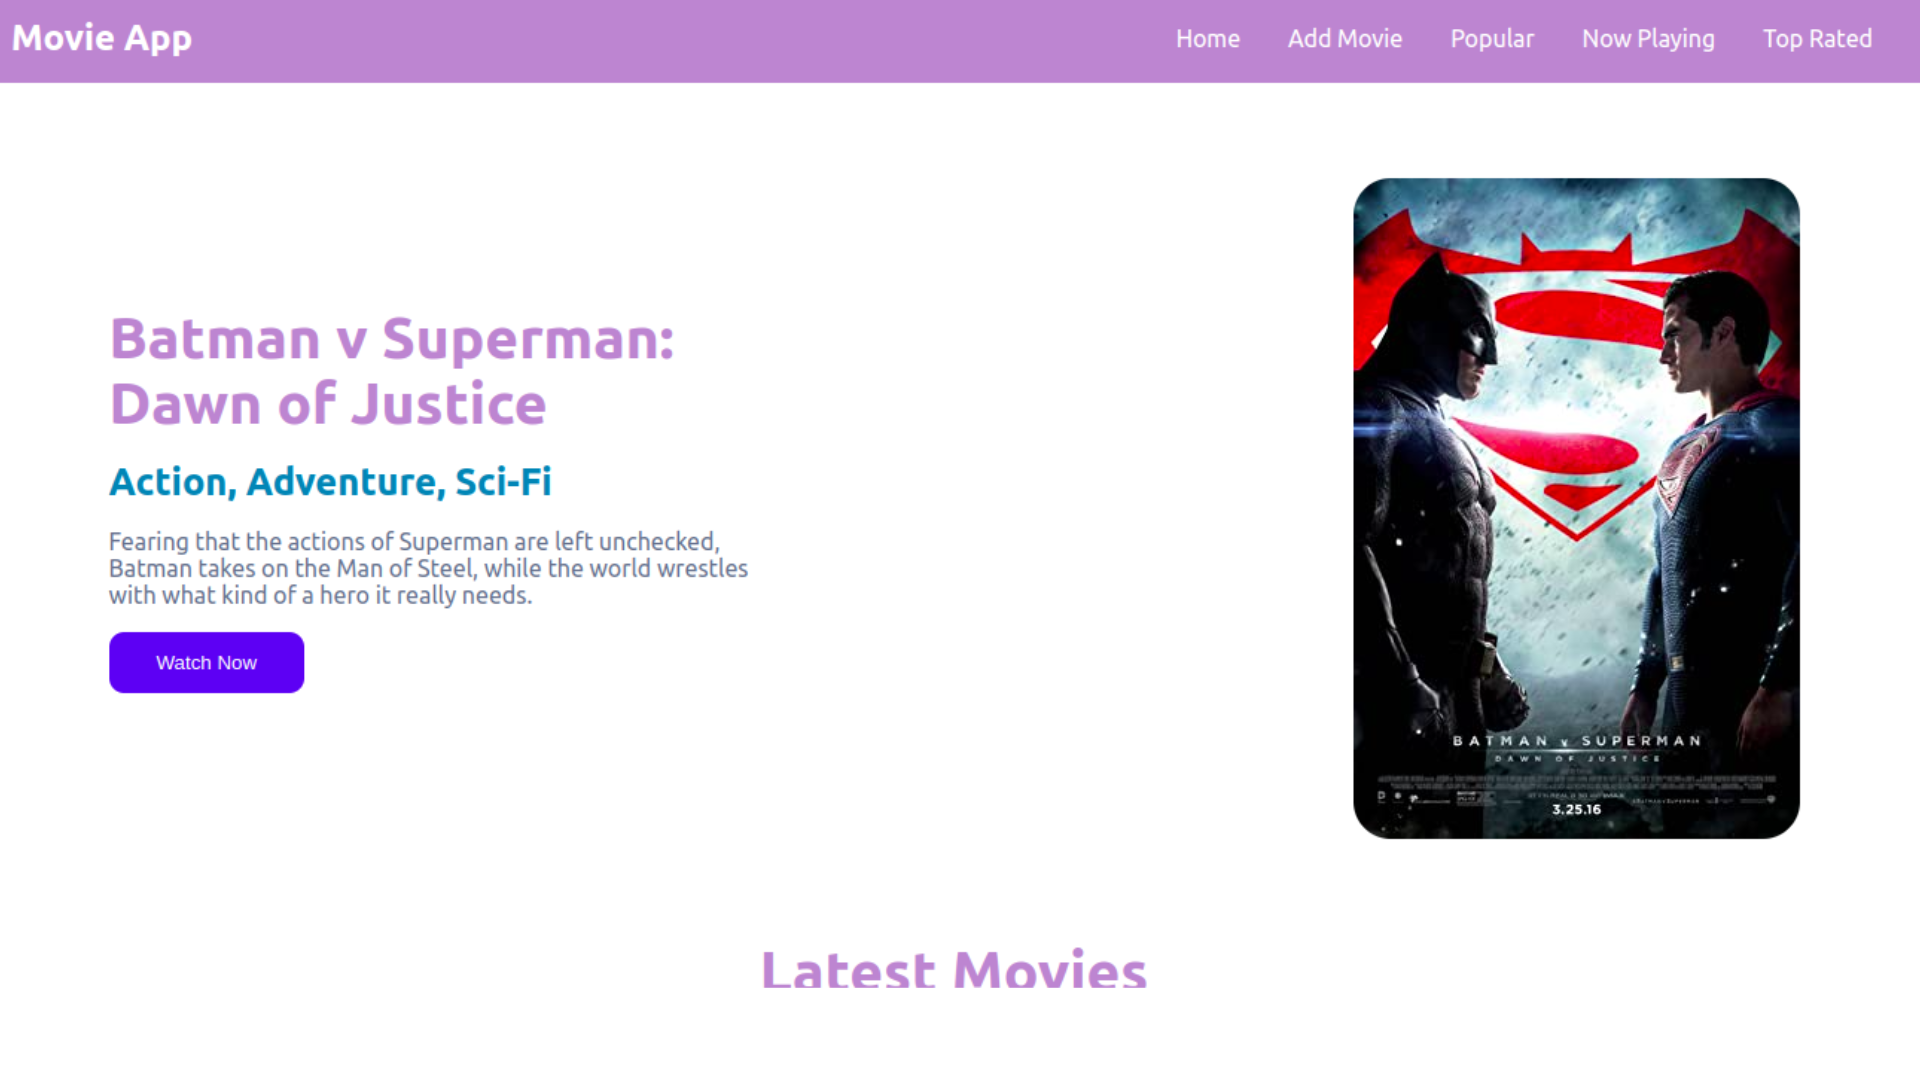 Movie App
Home
Add Movie
Popular
Now Playing
Top Rated
Batman v Superman:
Dawn of Justice
Action, Adventure, Sci-Fi
Fearing that the actions of Superman are left unchecked,
Batman takes on the Man of Steel, while the world wrestles
with what kind of a hero it really needs.
Watch Now
BATMAN v SUPERMAN
DAWN OF JUSTICE
3.25.16
Latest Movies